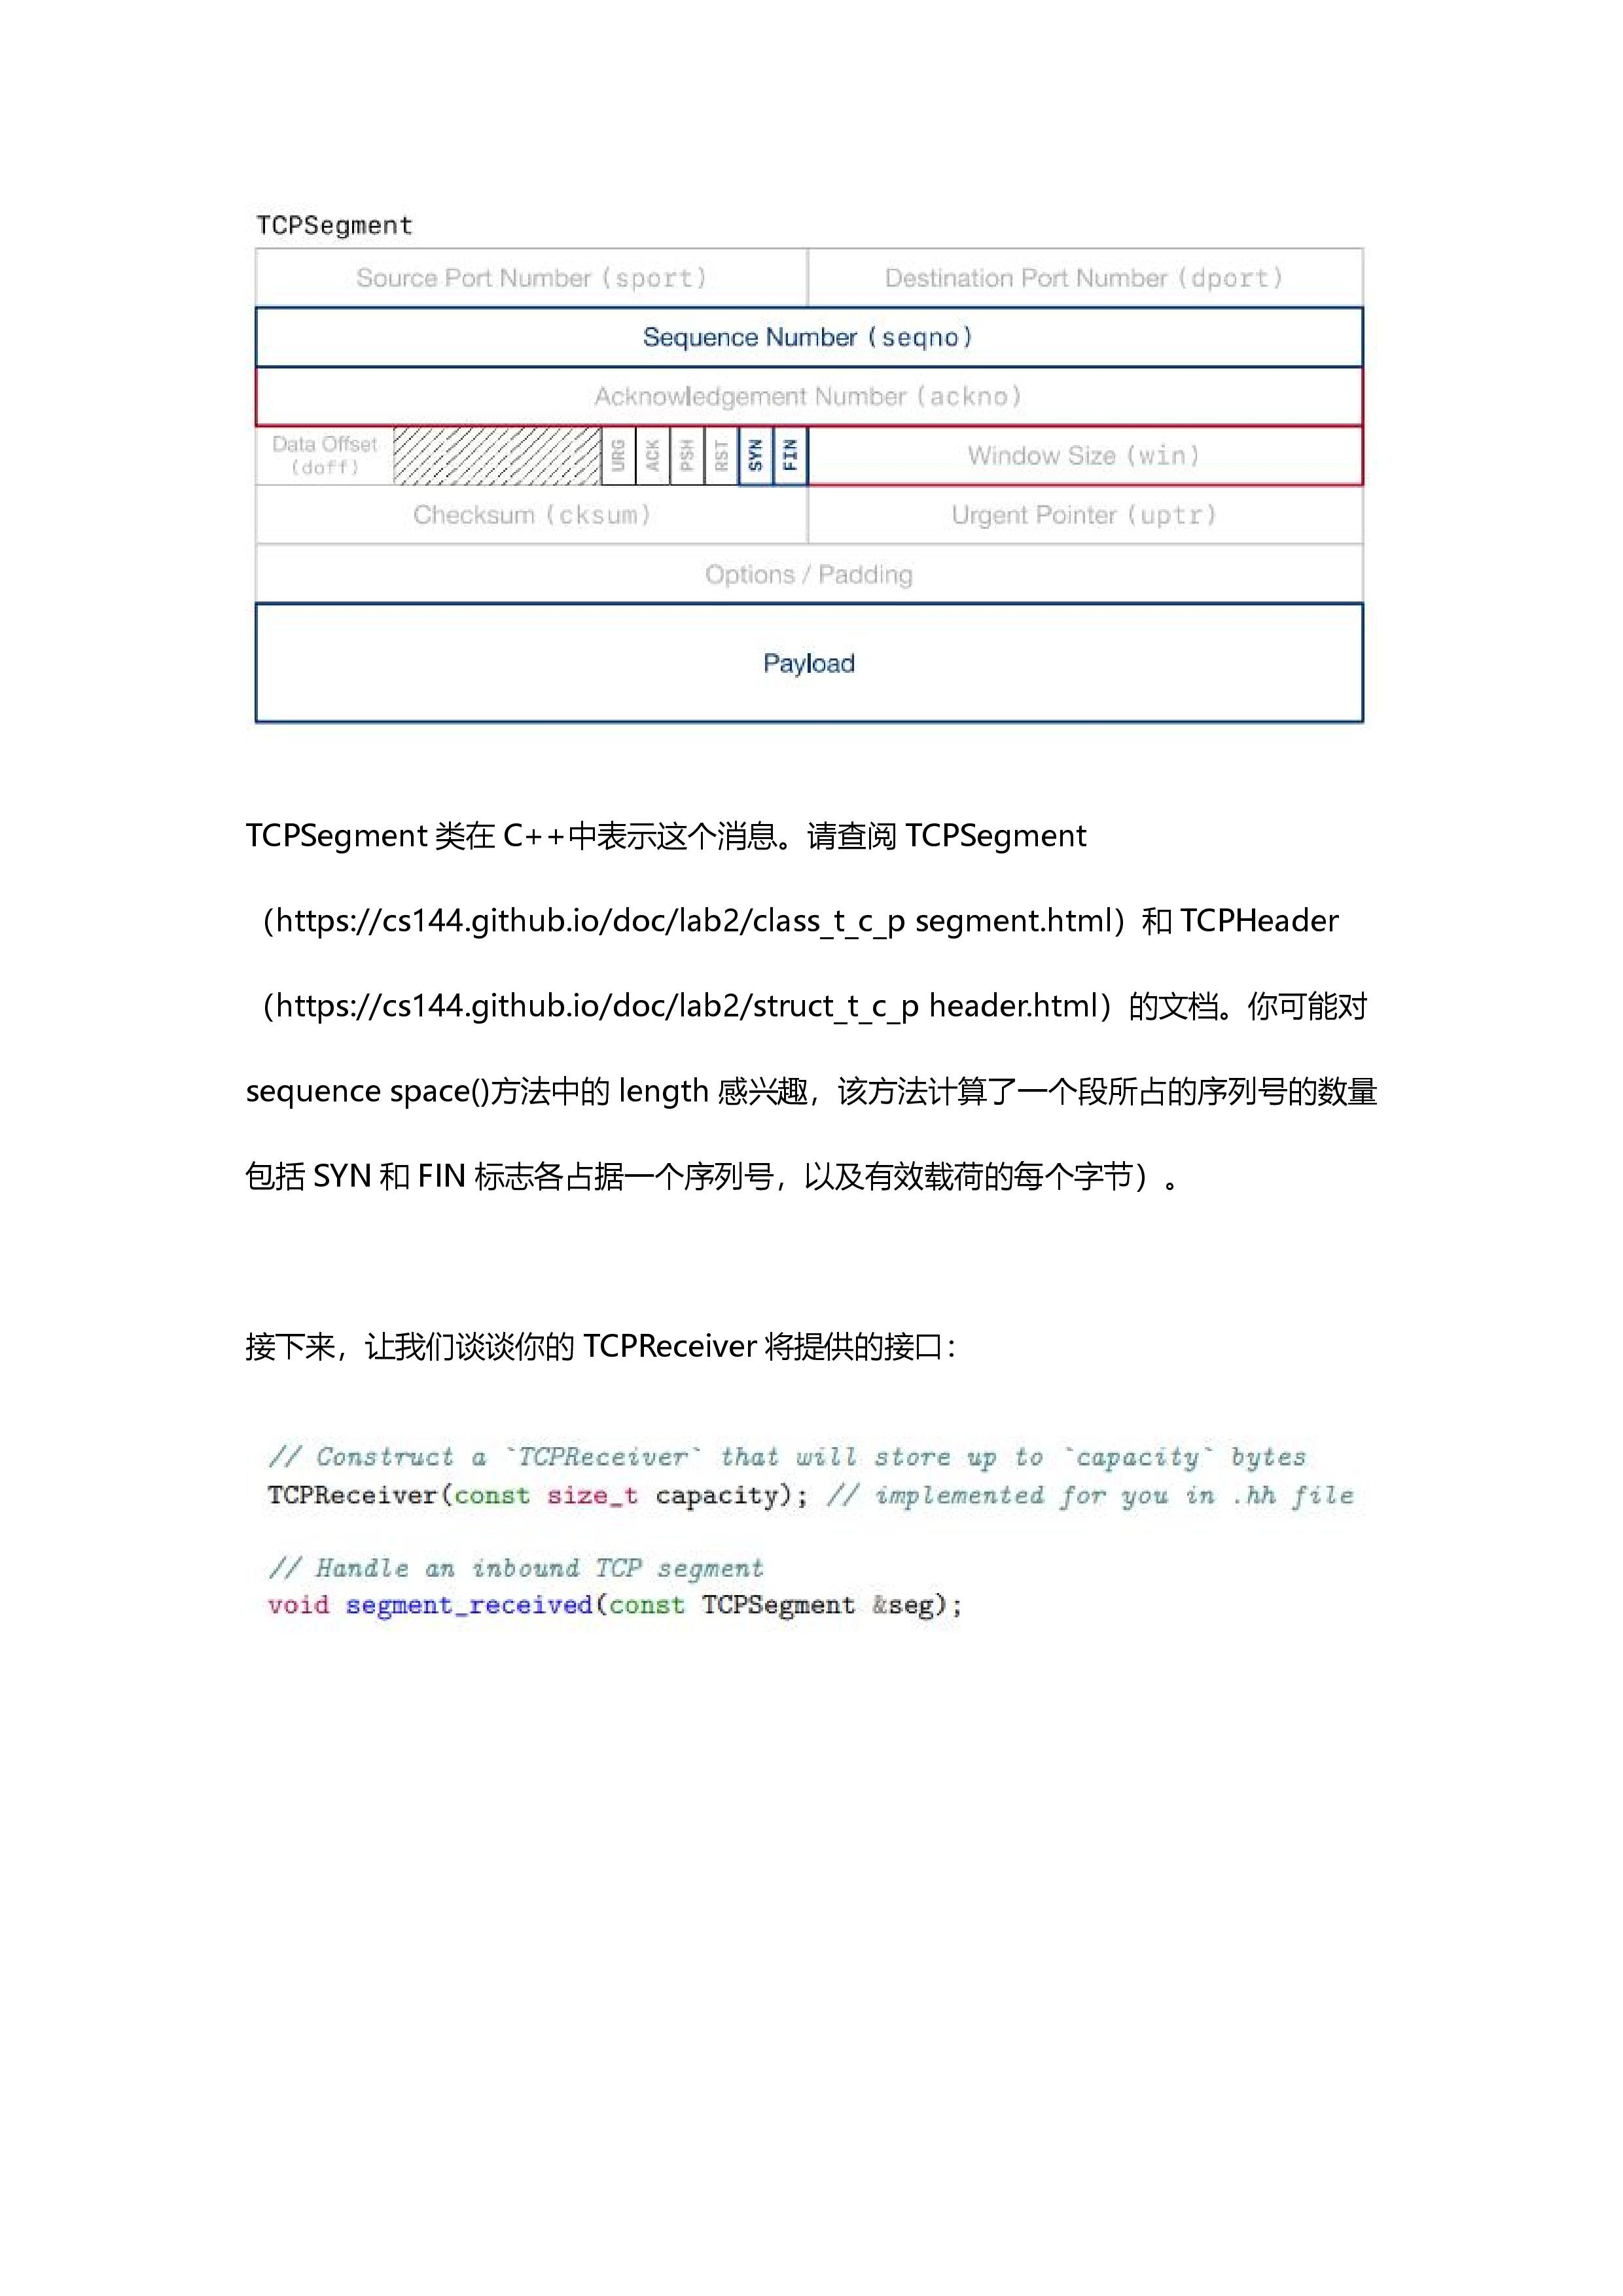 TCPSegment
Source Port Number (sport) Destination Port Number (dport)
Sequence Number (seqno)
Acknowledgement Number (ackno)
Data Offset (doff) URG ACK PSH RST SYN FIN Window Size (win)
Checksum (cksum) Urgent Pointer (uptr)
Options / Padding
Payload
TCPSegment 类在 C++中表示这个消息。请查阅 TCPSegment
（https://cs144.github.io/doc/lab2/class_t_c_p segment.html）和 TCPHeader
（https://cs144.github.io/doc/lab2/struct_t_c_p header.html）的文档。你可能对
sequence space()方法中的 length 感兴趣，该方法计算了一个段所占的序列号的数量
包括 SYN 和 FIN 标志各占据一个序列号，以及有效载荷的每个字节）。
接下来，让我们谈谈你的 TCPReceiver 将提供的接口：
// Construct a `TCPReceiver` that will store up to `capacity` bytes
TCPReceiver(const size_t capacity); // implemented for you in .hh file
// Handle an inbound TCP segment
void segment_received(const TCPSegment &seg);